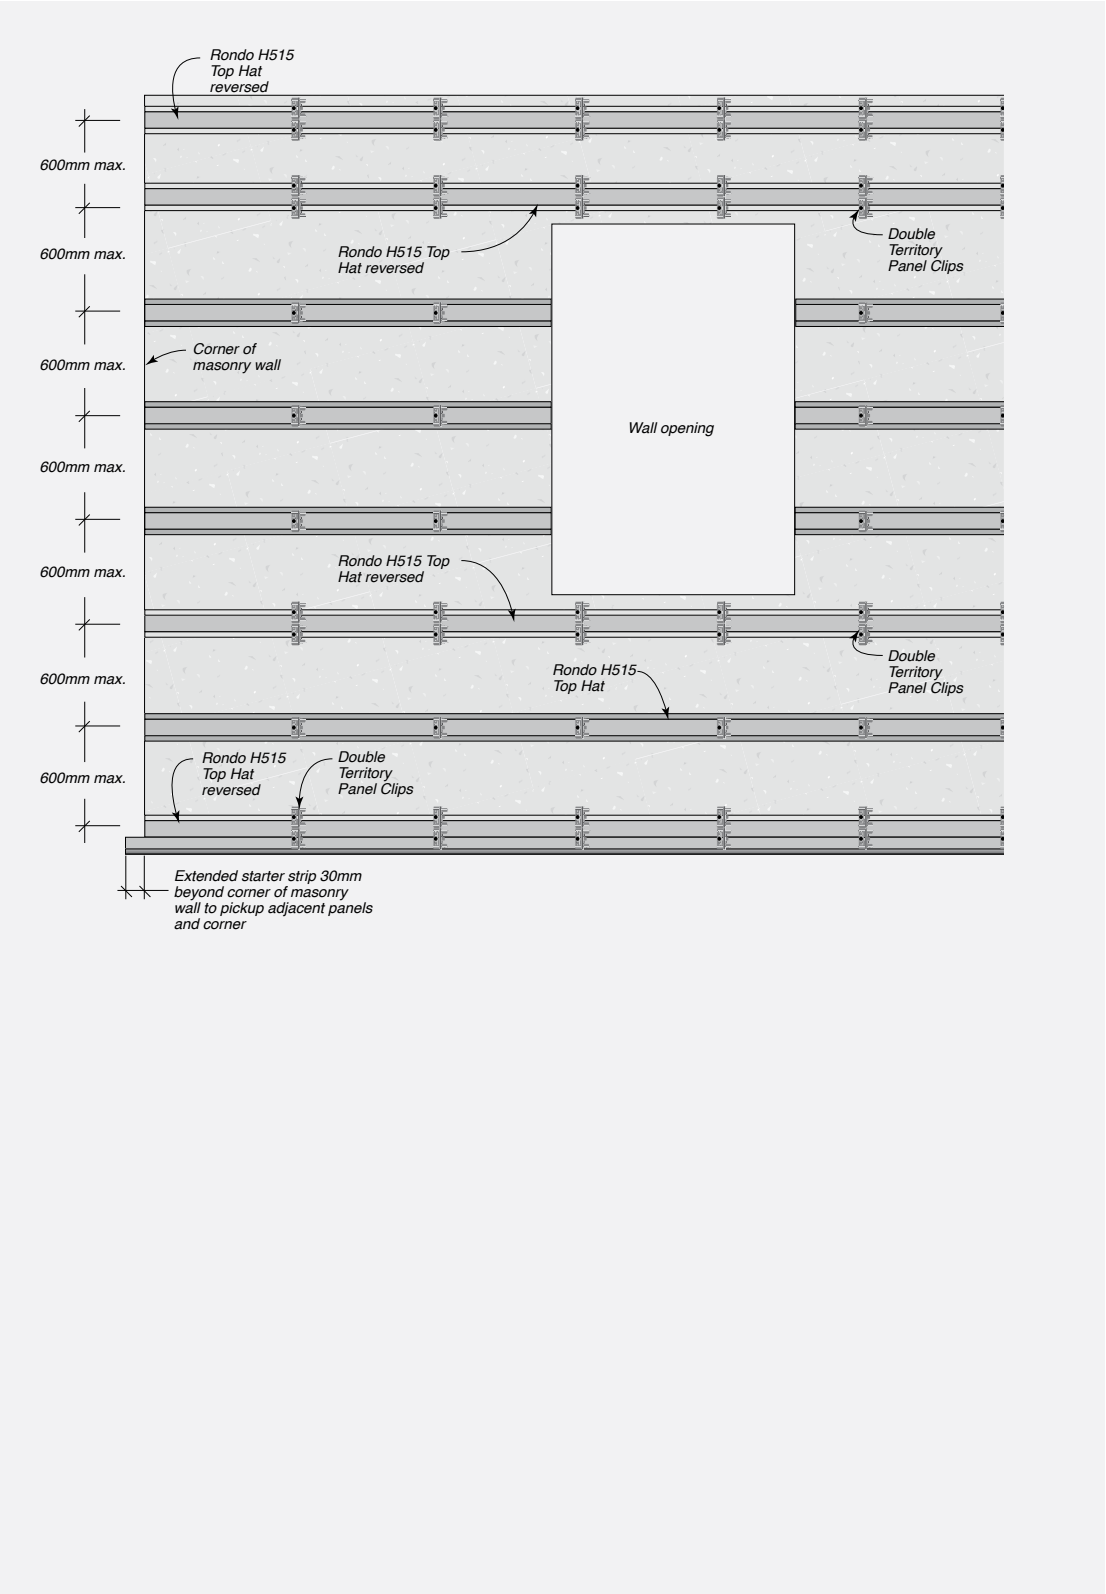 Rondo H515
Top Hat
reversed
600mm max.
Rondo H515 Top
Hat reversed
Double
Territory
Panel Clips
600mm max.
Corner of
masonry wall
600mm max.
Wall opening
600mm max.
Rondo H515 Top
Hat reversed
600mm max.
Double
Territory
Panel Clips
Rondo H515
Top Hat
600mm max.
Rondo H515
Top Hat
reversed
Double
Territory
Panel Clips
600mm max.
Extended starter strip 30mm
beyond corner of masonry
wall to pickup adjacent panels
and corner